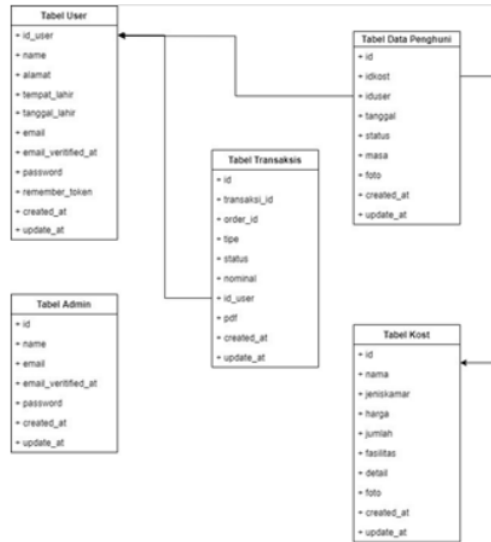 Tabel User
+ id_user
+ name
+ alamat
+ tempat_lahir
+ tanggal_lahir
+ email
+ email_veritified_at
+ password
+ remember_token
+ created_at
+ update_at
Tabel Data Penghuni
+ id
+ idkost
+ iduser
+ tanggal
+ status
+ masa
+ foto
+ created_at
+ update_at
Tabel Transaksis
+ id
+ transaksi_id
+ order_id
+ tipe
+ status
+ nominal
+ id_user
+ pdf
+ created_at
+ update_at
Tabel Admin
+ id
+ name
+ email
+ email_veritified_at
+ password
+ created_at
+ update_at
Tabel Kost
+ id
+ nama
+ jeniskamar
+ harga
+ jumlah
+ fasilitas
+ detail
+ foto
+ created_at
+ update_at